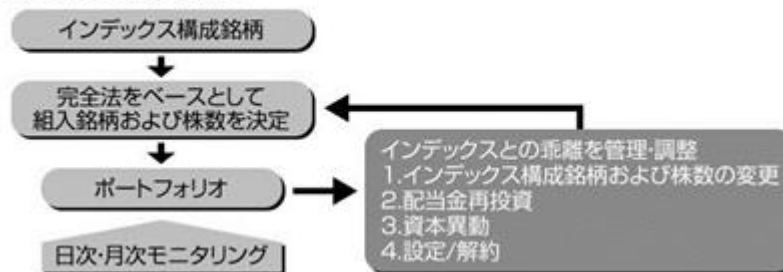 インデックス構成銘柄
完全法をベースとして
組入銘柄および株数を決定
ポートフォリオ
日次・月次モニタリング
インデックスとの乖離を管理・調整
1.インデックス構成銘柄および株数の変更
2.配当金再投資
3.資本異動
4.設定/解約